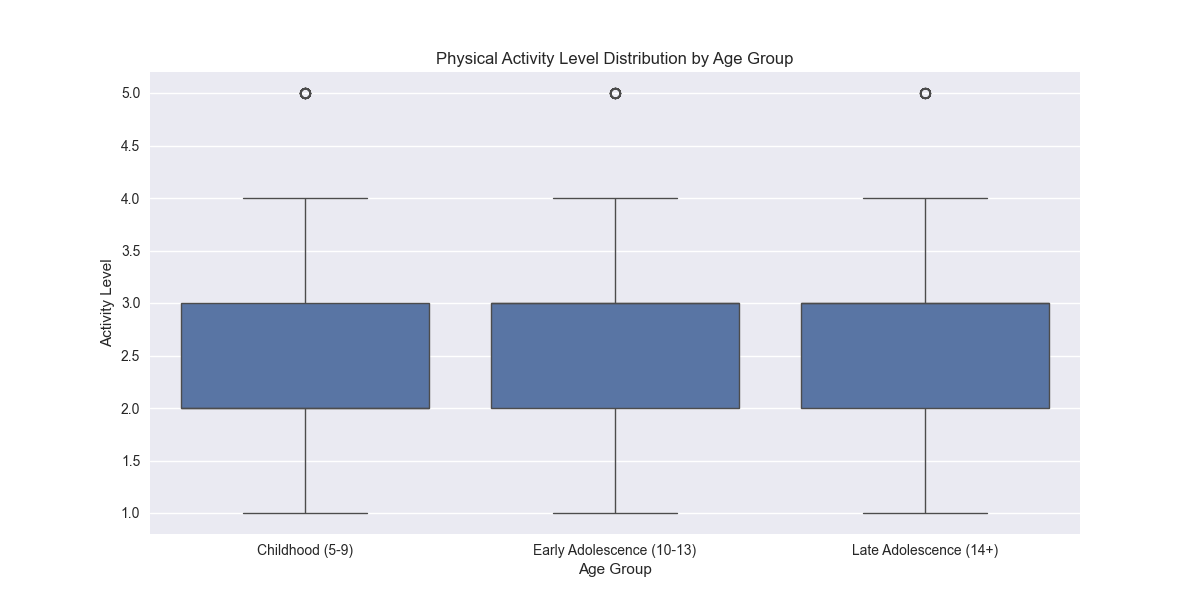 Physical Activity Level Distribution by Age Group
5.0
4.5
4.0
3.5
3.0
2.5
2.0
1.5
1.0
Activity Level
Childhood (5-9)
Early Adolescence (10-13)
Late Adolescence (14+)
Age Group